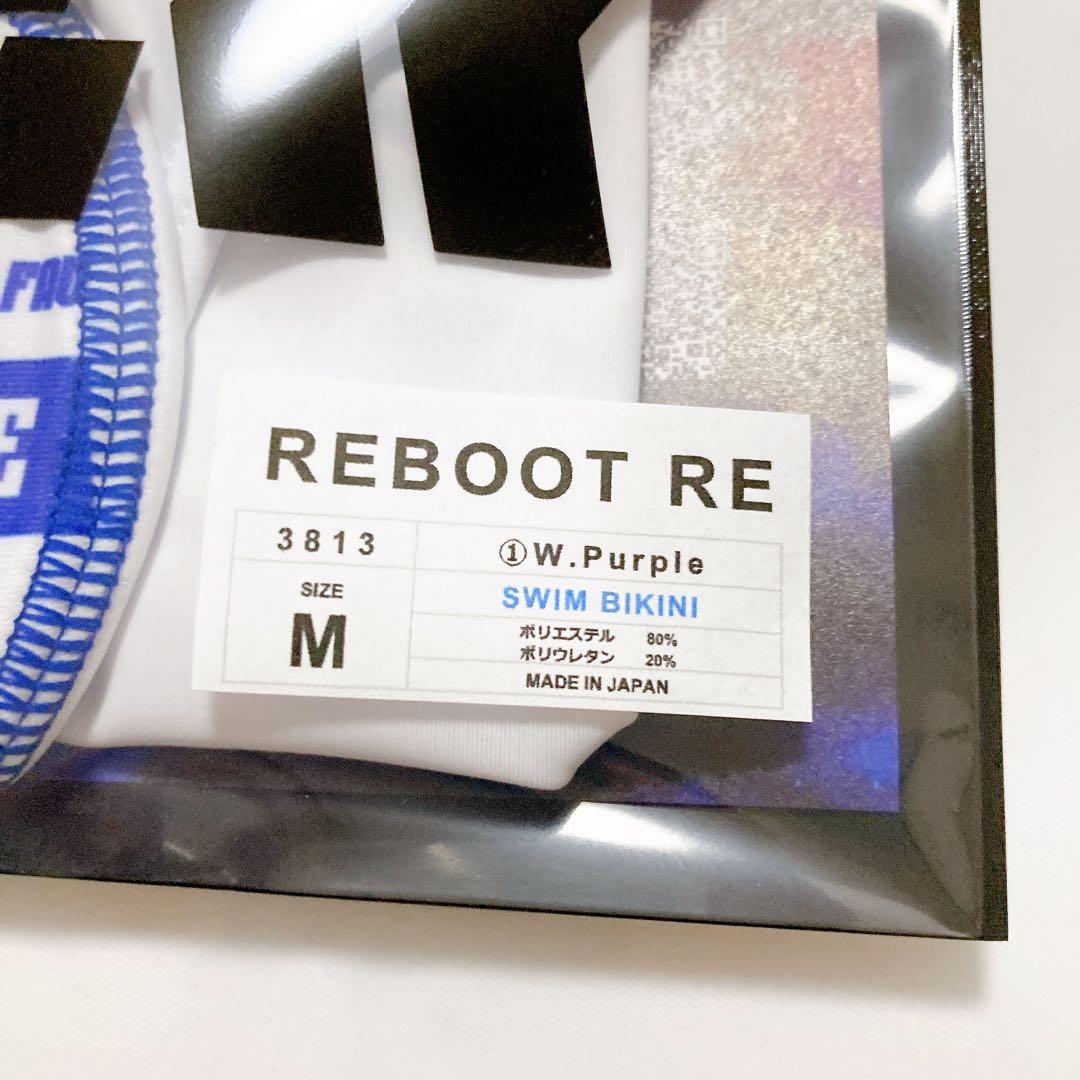 FAC
E
REBOOT RE
3813
①W.Purple
SIZE
M
SWIM BIKINI
ポリエステル 80%
ポリウレタン 20%
MADE IN JAPAN